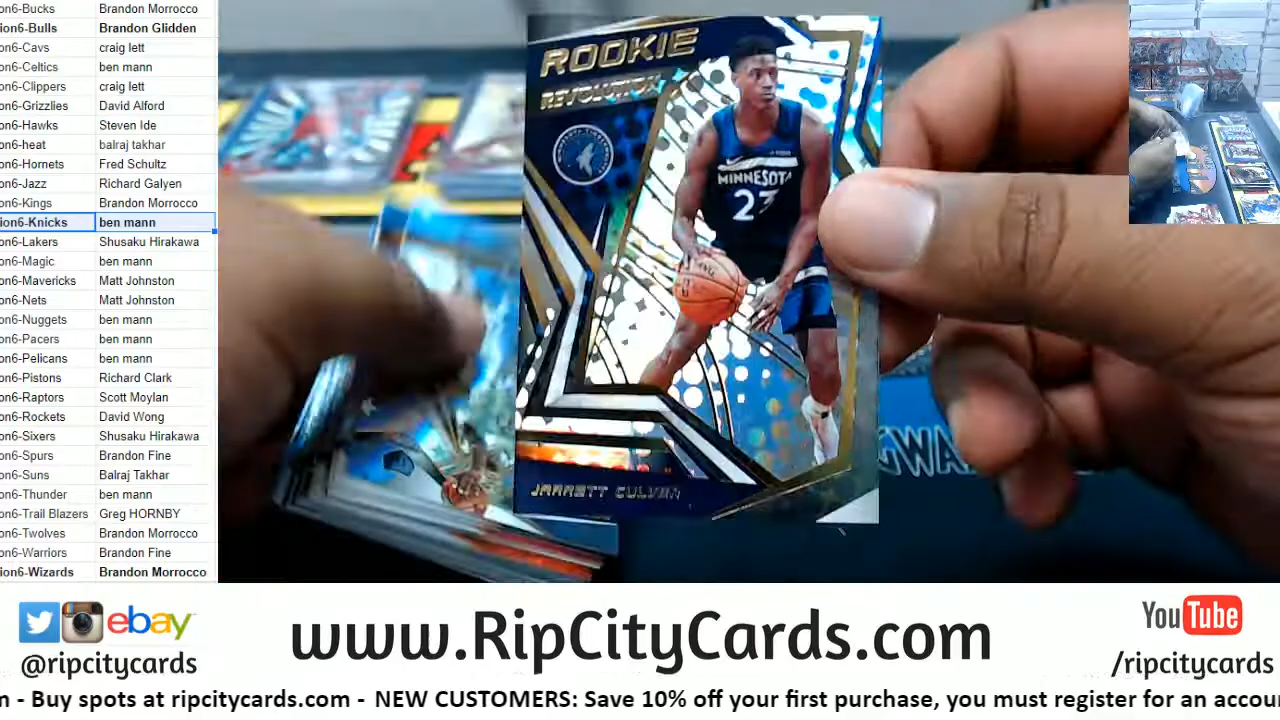 on6-Bucks Brandon Morrocco
ion6-Bulls Brandon Glidden
on6-Cavs craig lett
on6-Celtics ben mann
on6-Clippers craig lett
on6-Grizzlies David Alford
on6-Hawks Steven Ide
on6-heat balraj takhar
on6-Hornets Fred Schultz
on6-Jazz Richard Galyen
on6-Kings Brandon Morrocco
ion6-Knicks ben mann
on6-Lakers Shusaku Hirakawa
on6-Magic ben mann
on6-Mavericks Matt Johnston
on6-Nets Matt Johnston
on6-Nuggets ben mann
on6-Pacers ben mann
on6-Pelicans ben mann
on6-Pistons Richard Clark
on6-Raptors Scott Moylan
on6-Rockets David Wong
on6-Sixers Shusaku Hirakawa
on6-Spurs Brandon Fine
on6-Suns Balraj Takhar
on6-Thunder ben mann
on6-Trail Blazers Greg HORNBY
on6-Twolves Brandon Morrocco
on6-Warriors Brandon Fine
ion6-Wizards Brandon Morrocco
ROOKIE
REVOLUTION
MINNESOTA
23
JARRETT CULVER
GWA
ebay
@ripcitycards
www.RipCityCards.com
YouTube
/ripcitycards
m - Buy spots at ripcitycards.com - NEW CUSTOMERS: Save 10% off your first purchase, you must register for an accou